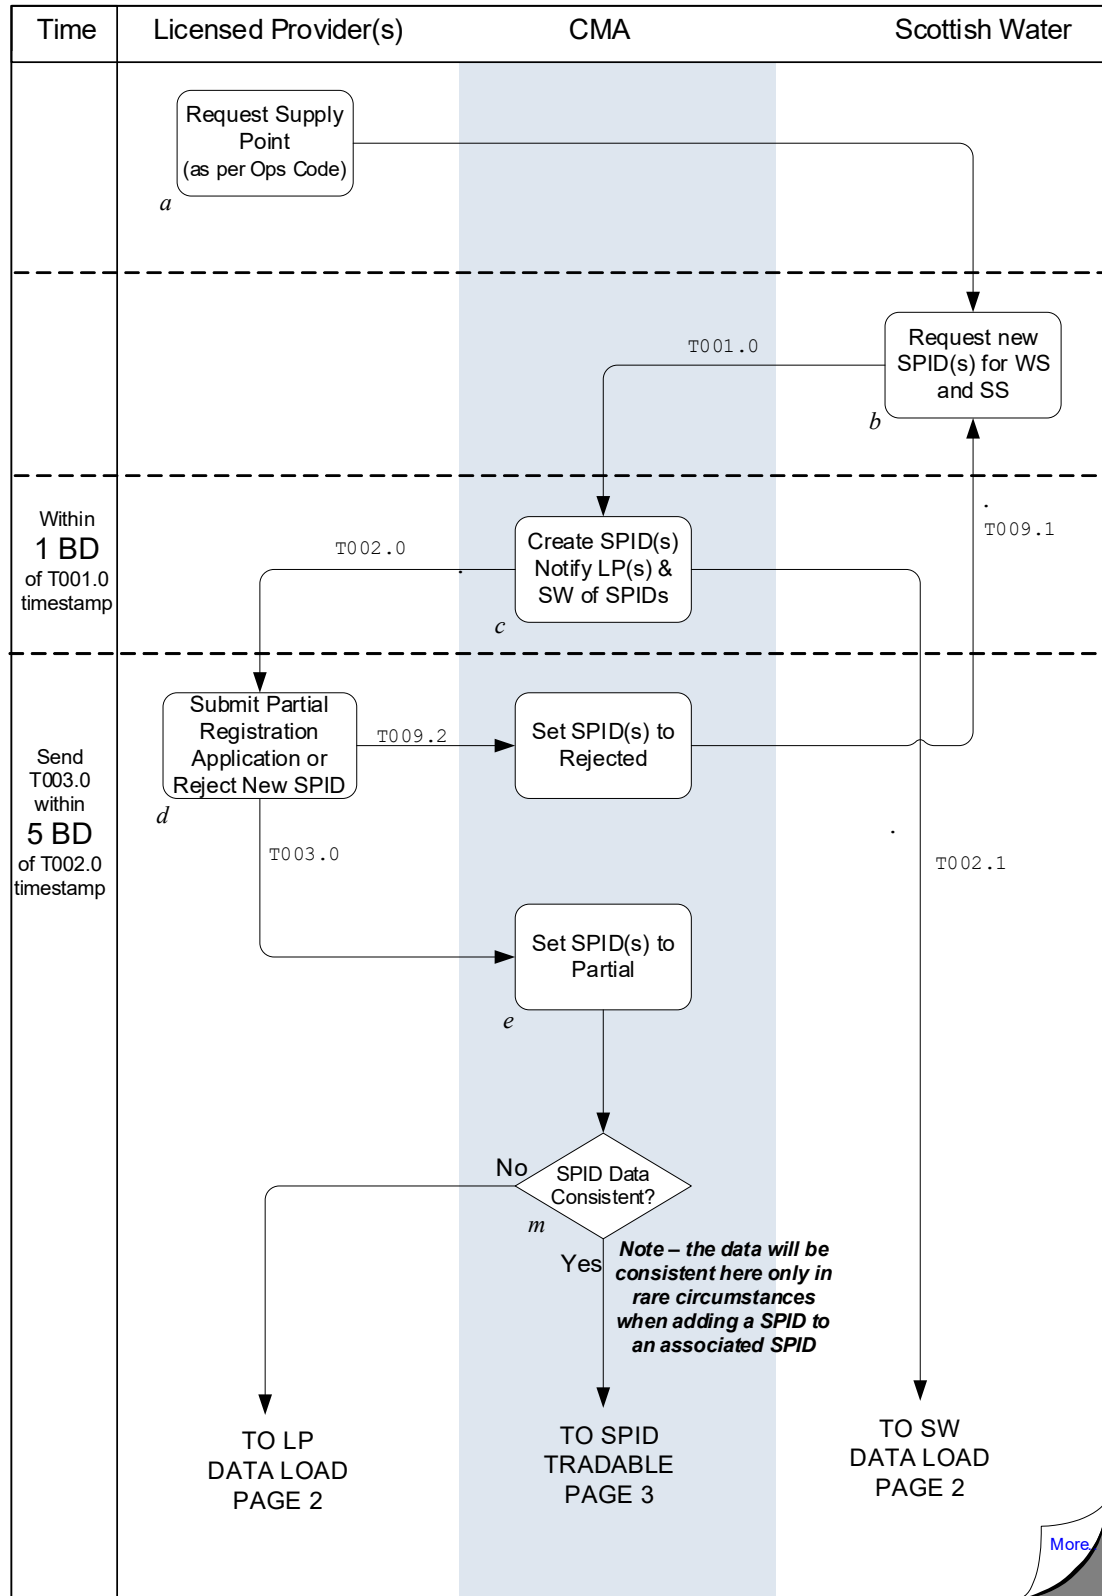 Time
Licensed Provider(s)
CMA
Scottish Water
Request Supply
Point
(as per Ops Code)
a
T001.0
Request new
SPID(s) for WS
and SS
b
Within
1 BD
of T001.0
timestamp
T002.0
Create SPID(s)
Notify LP(s) &
SW of SPIDs
c
T009.1
Send
T003.0
within
5 BD
of T002.0
timestamp
Submit Partial
Registration
Application or
Reject New SPID
d
T009.2
Set SPID(s) to
Rejected
T003.0
T002.1
Set SPID(s) to
Partial
e
No
SPID Data
Consistent?
m
Yes
Note – the data will be
consistent here only in
rare circumstances
when adding a SPID to
an associated SPID
TO LP
DATA LOAD
PAGE 2
TO SPID
TRADABLE
PAGE 3
TO SW
DATA LOAD
PAGE 2
More..